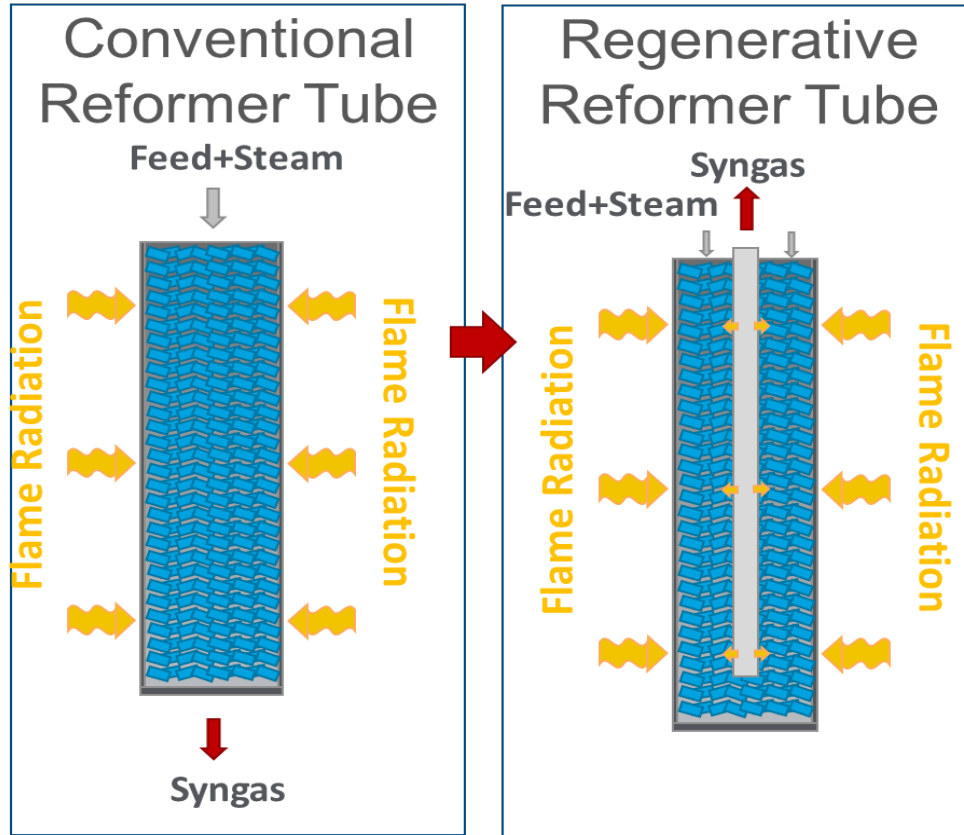 Conventional
Reformer Tube
Feed+Steam
Flame Radiation
Flame Radiation
Syngas
Regenerative
Reformer Tube
Syngas
Feed+Steam
Flame Radiation
Flame Radiation